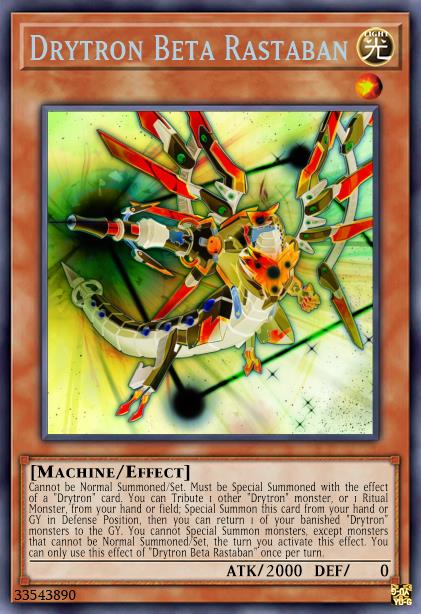 DRYTRON BETA RASTABAN
LIGHT
光
[MACHINE/EFFECT]
Cannot be Normal Summoned/Set. Must be Special Summoned with the effect
of a "Drytron" card. You can Tribute 1 other "Drytron" monster, or 1 Ritual
Monster, from your hand or field; Special Summon this card from your hand or
GY in Defense Position, then you can return 1 of your banished "Drytron"
monsters to the GY. You cannot Special Summon monsters, except monsters
that cannot be Normal Summoned/Set, the turn you activate this effect. You
can only use this effect of "Drytron Beta Rastaban" once per turn.
ATK/2000 DEF/ 0
33543890